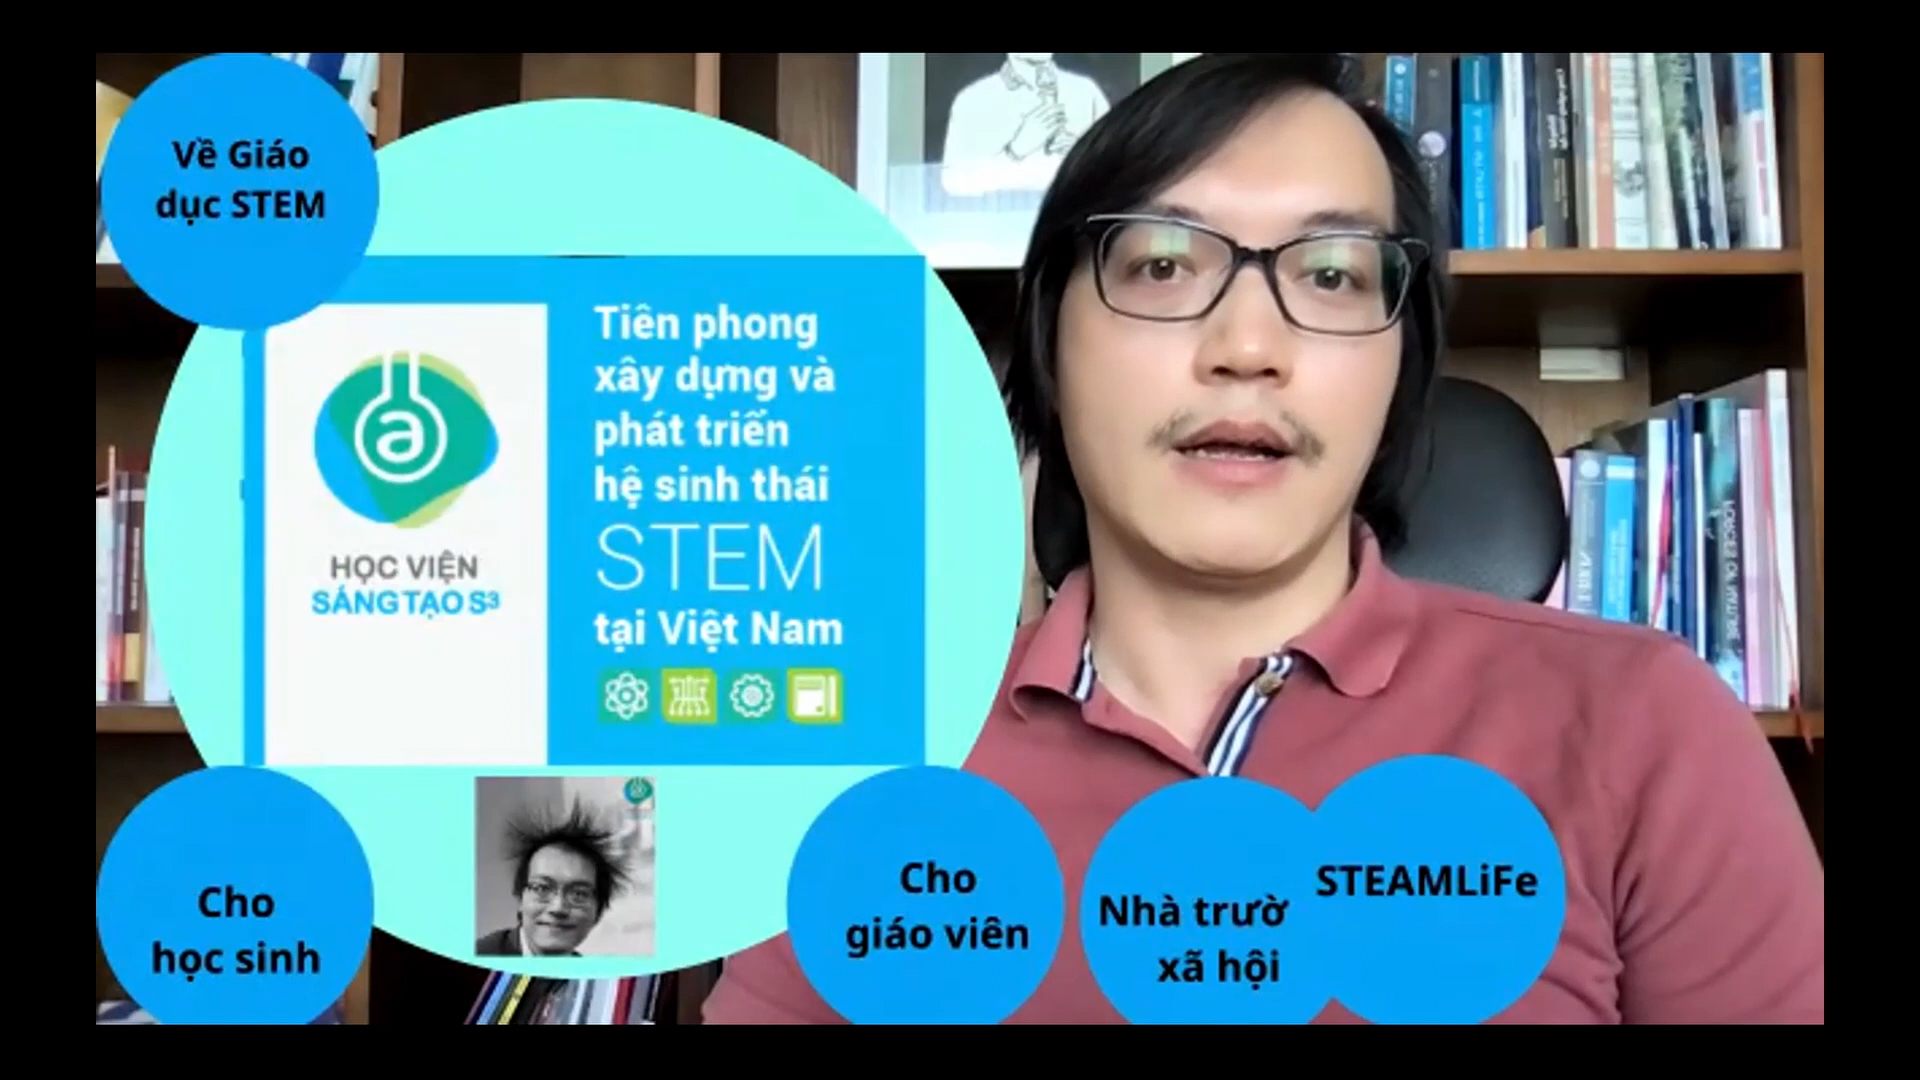 Về Giáo
dục STEM
Tiên phong
xây dựng và
phát triển
hệ sinh thái
STEM
tại Việt Nam
a
HỌC VIỆN
SÁNG TẠO S³
Cho
học sinh
Cho
giáo viên
Nhà trườ
xã hội
STEAMLiFe